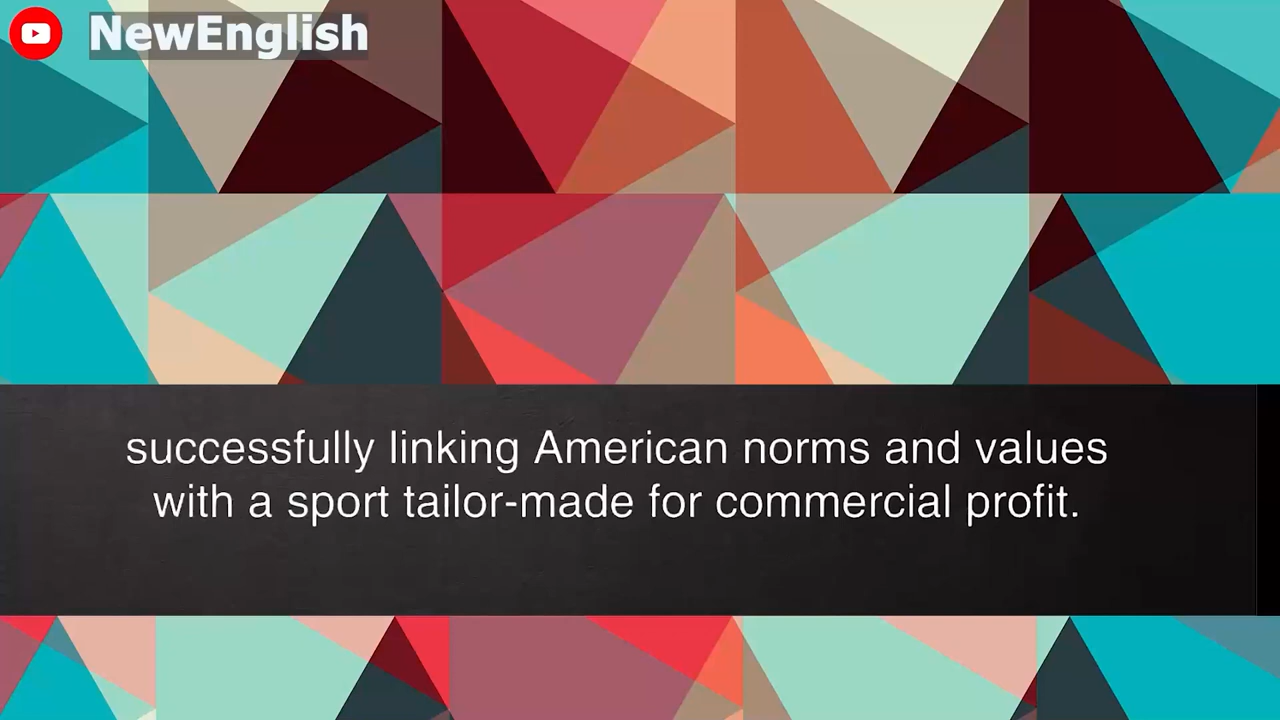 NewEnglish
successfully linking American norms and values
with a sport tailor-made for commercial profit.